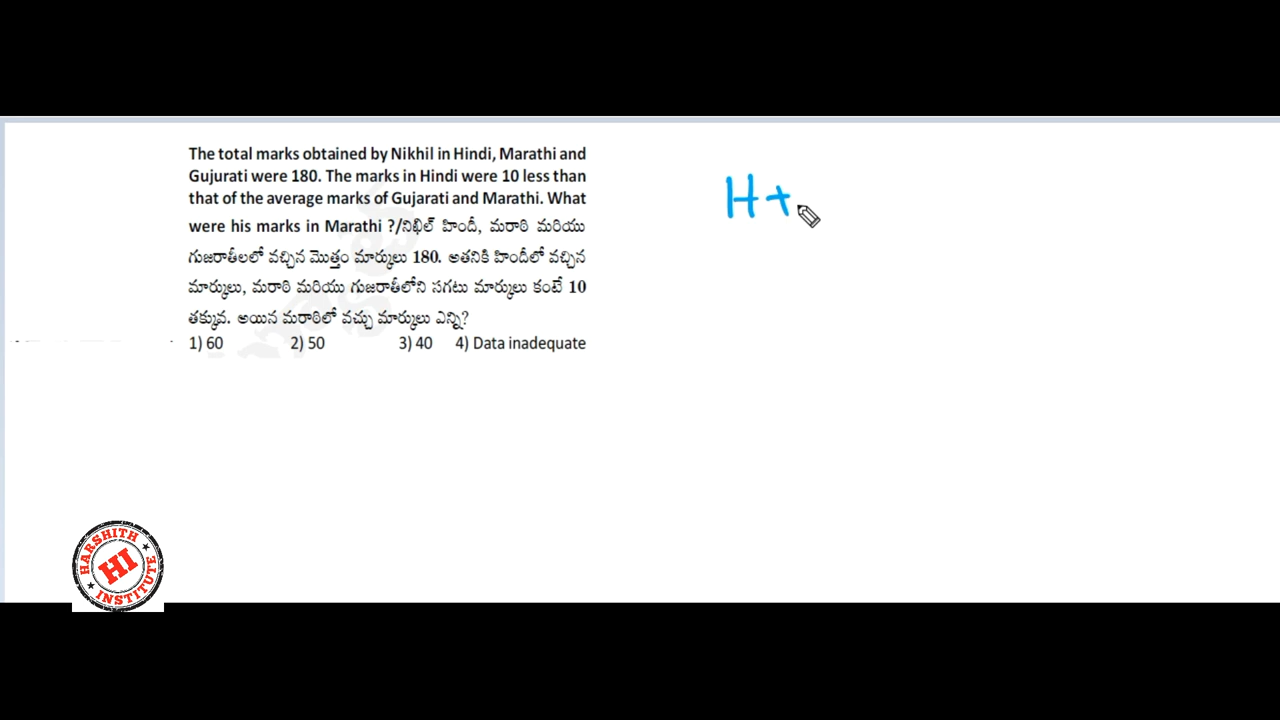 The total marks obtained by Nikhil in Hindi, Marathi and
Gujurati were 180. The marks in Hindi were 10 less than
that of the average marks of Gujarati and Marathi. What
were his marks in Marathi ?/నిఖిల్ హిందీ, మరాఠి మరియు
గుజరాతీలలో వచ్చిన మొత్తం మార్కులు 180. అతనికి హిందీలో వచ్చిన
మార్కులు, మరాఠి మరియు గుజరాతీలోని సగటు మార్కులు కంటే 10
తక్కువ. అయిన మరాఠిలో వచ్చు మార్కులు ఎన్ని?
1) 60 2) 50 3) 40 4) Data inadequate
H +
HARSHITH
HI
INSTITUTE